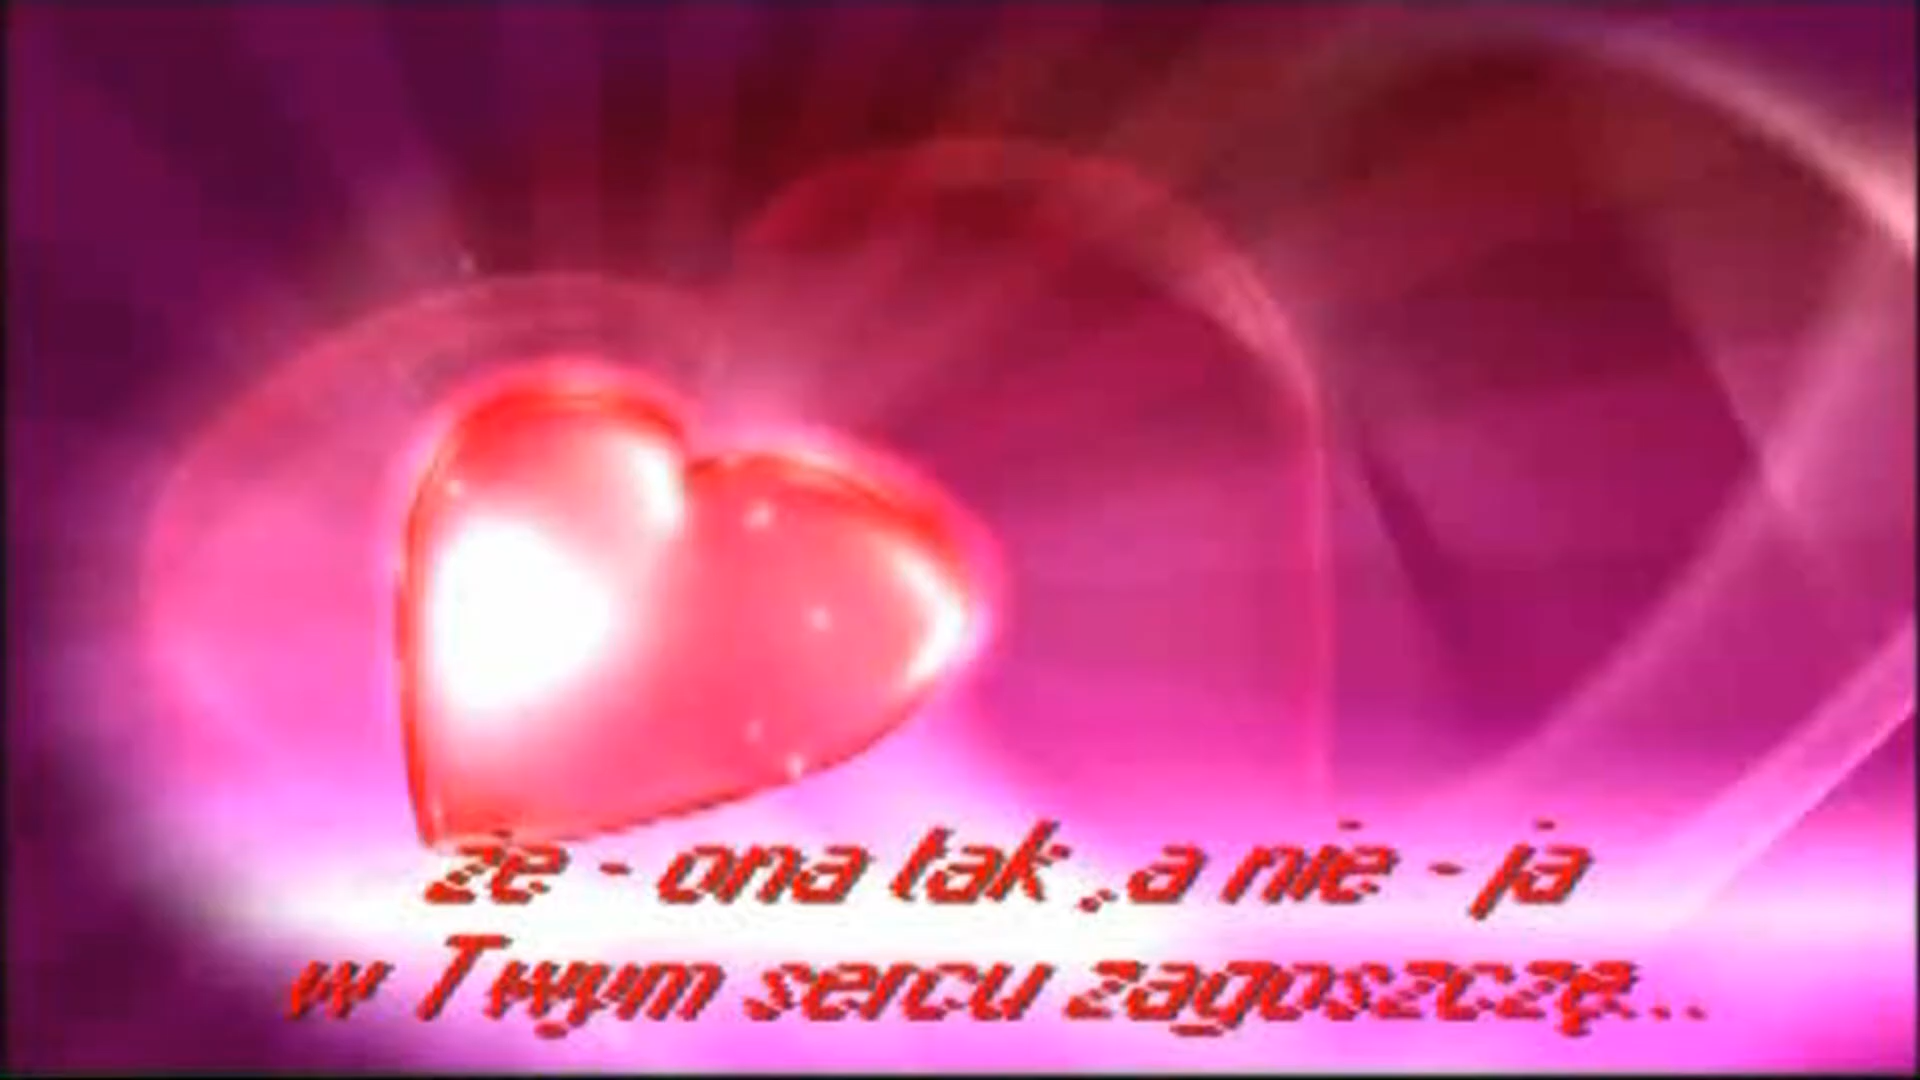 że - ona tak ,a nie - ja
w Twym sercu zagoszczę...